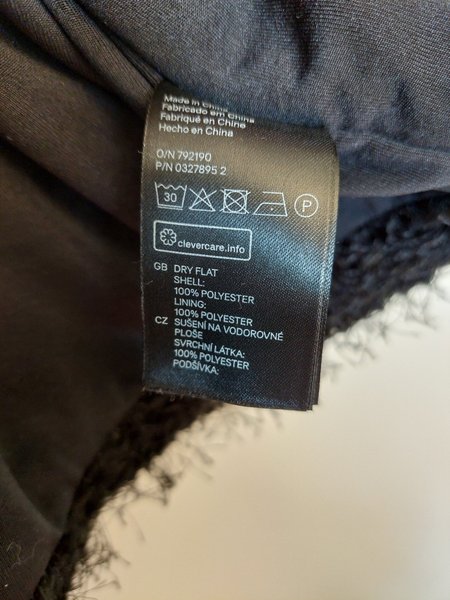 Made in China
Fabricado em China
Fabriqué en Chine
Hecho en China
O/N 792190
P/N 0327895 2
30
P
clevercare.info
GB DRY FLAT
SHELL:
100% POLYESTER
LINING:
100% POLYESTER
CZ SUŠENÍ NA VODOROVNÉ
PLOŠE
SVRCHNÍ LÁTKA:
100% POLYESTER
PODŠÍVKA: